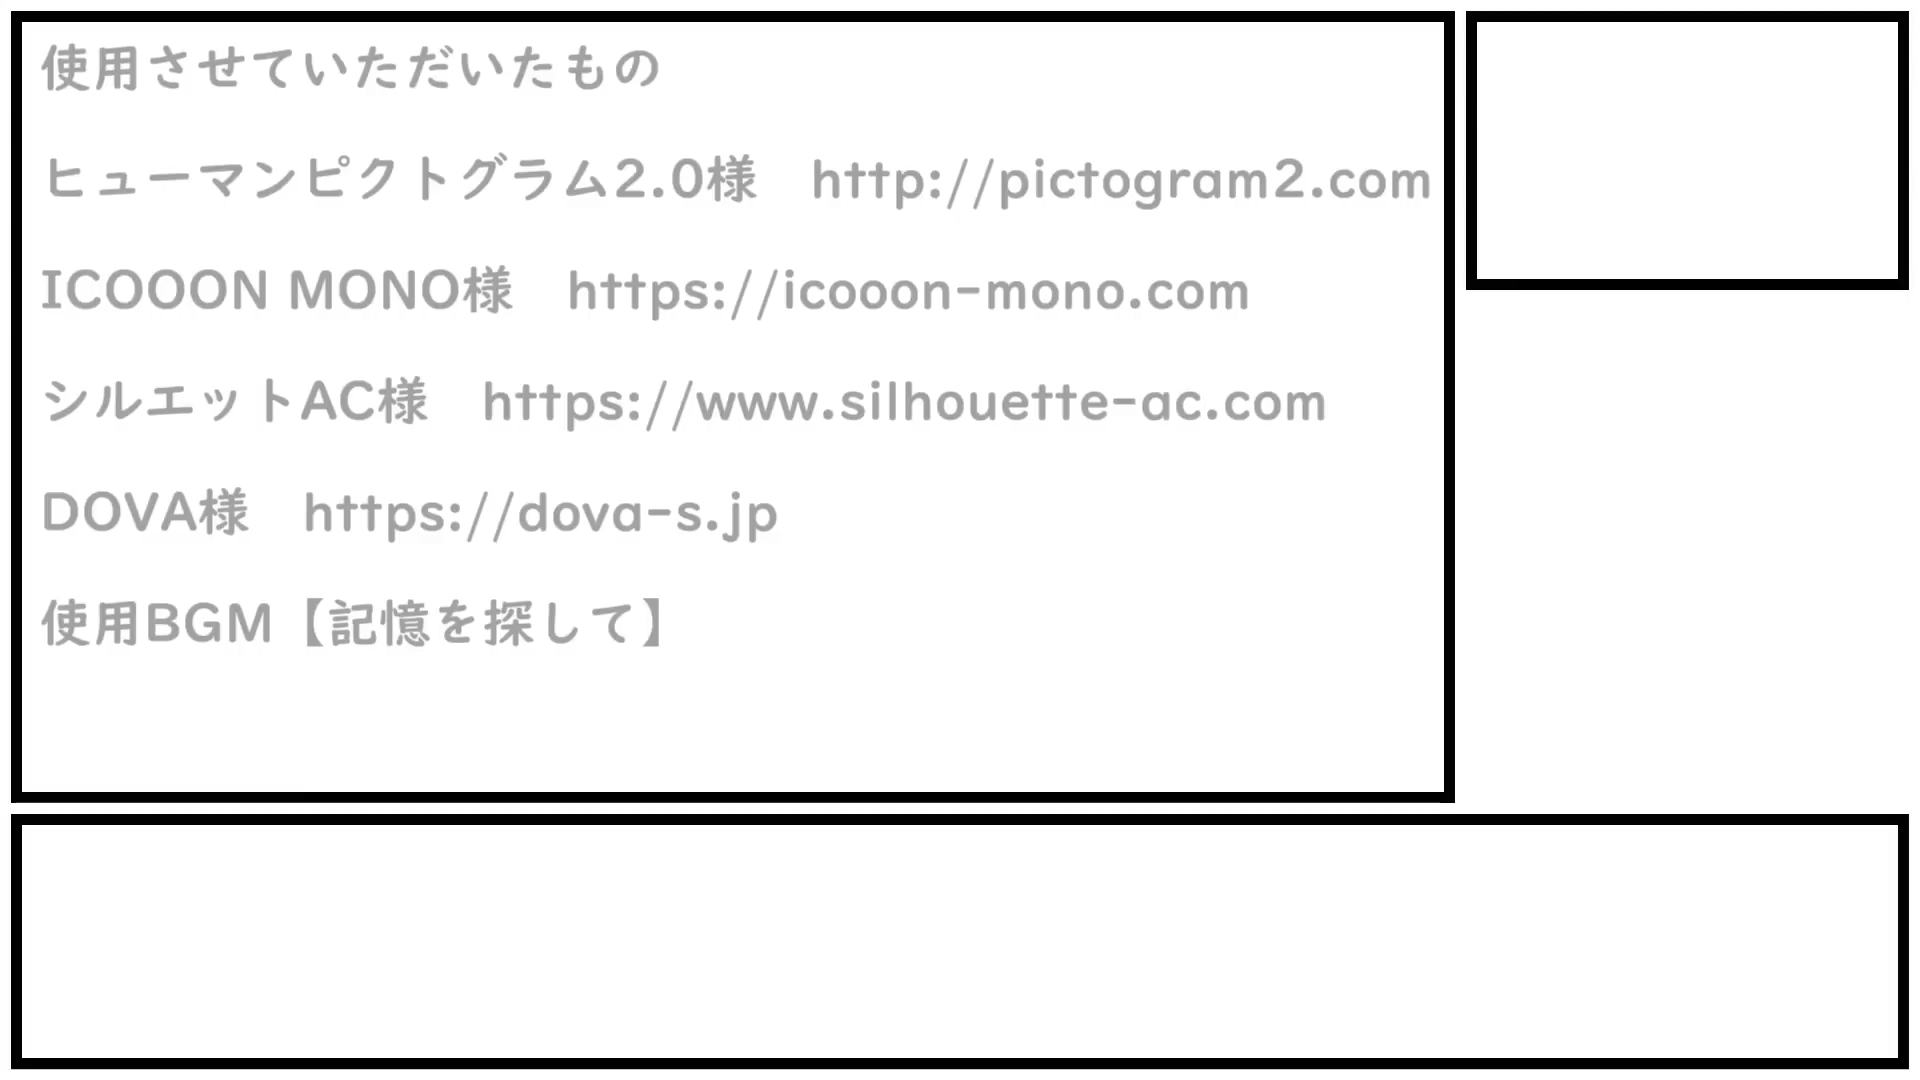 使用させていただいたもの
ヒューマンピクトグラム2.0様　http://pictogram2.com
ICOOON MONO様　https://icooon-mono.com
シルエットAC様　https://www.silhouette-ac.com
DOVA様　https://dova-s.jp
使用BGM【記憶を探して】